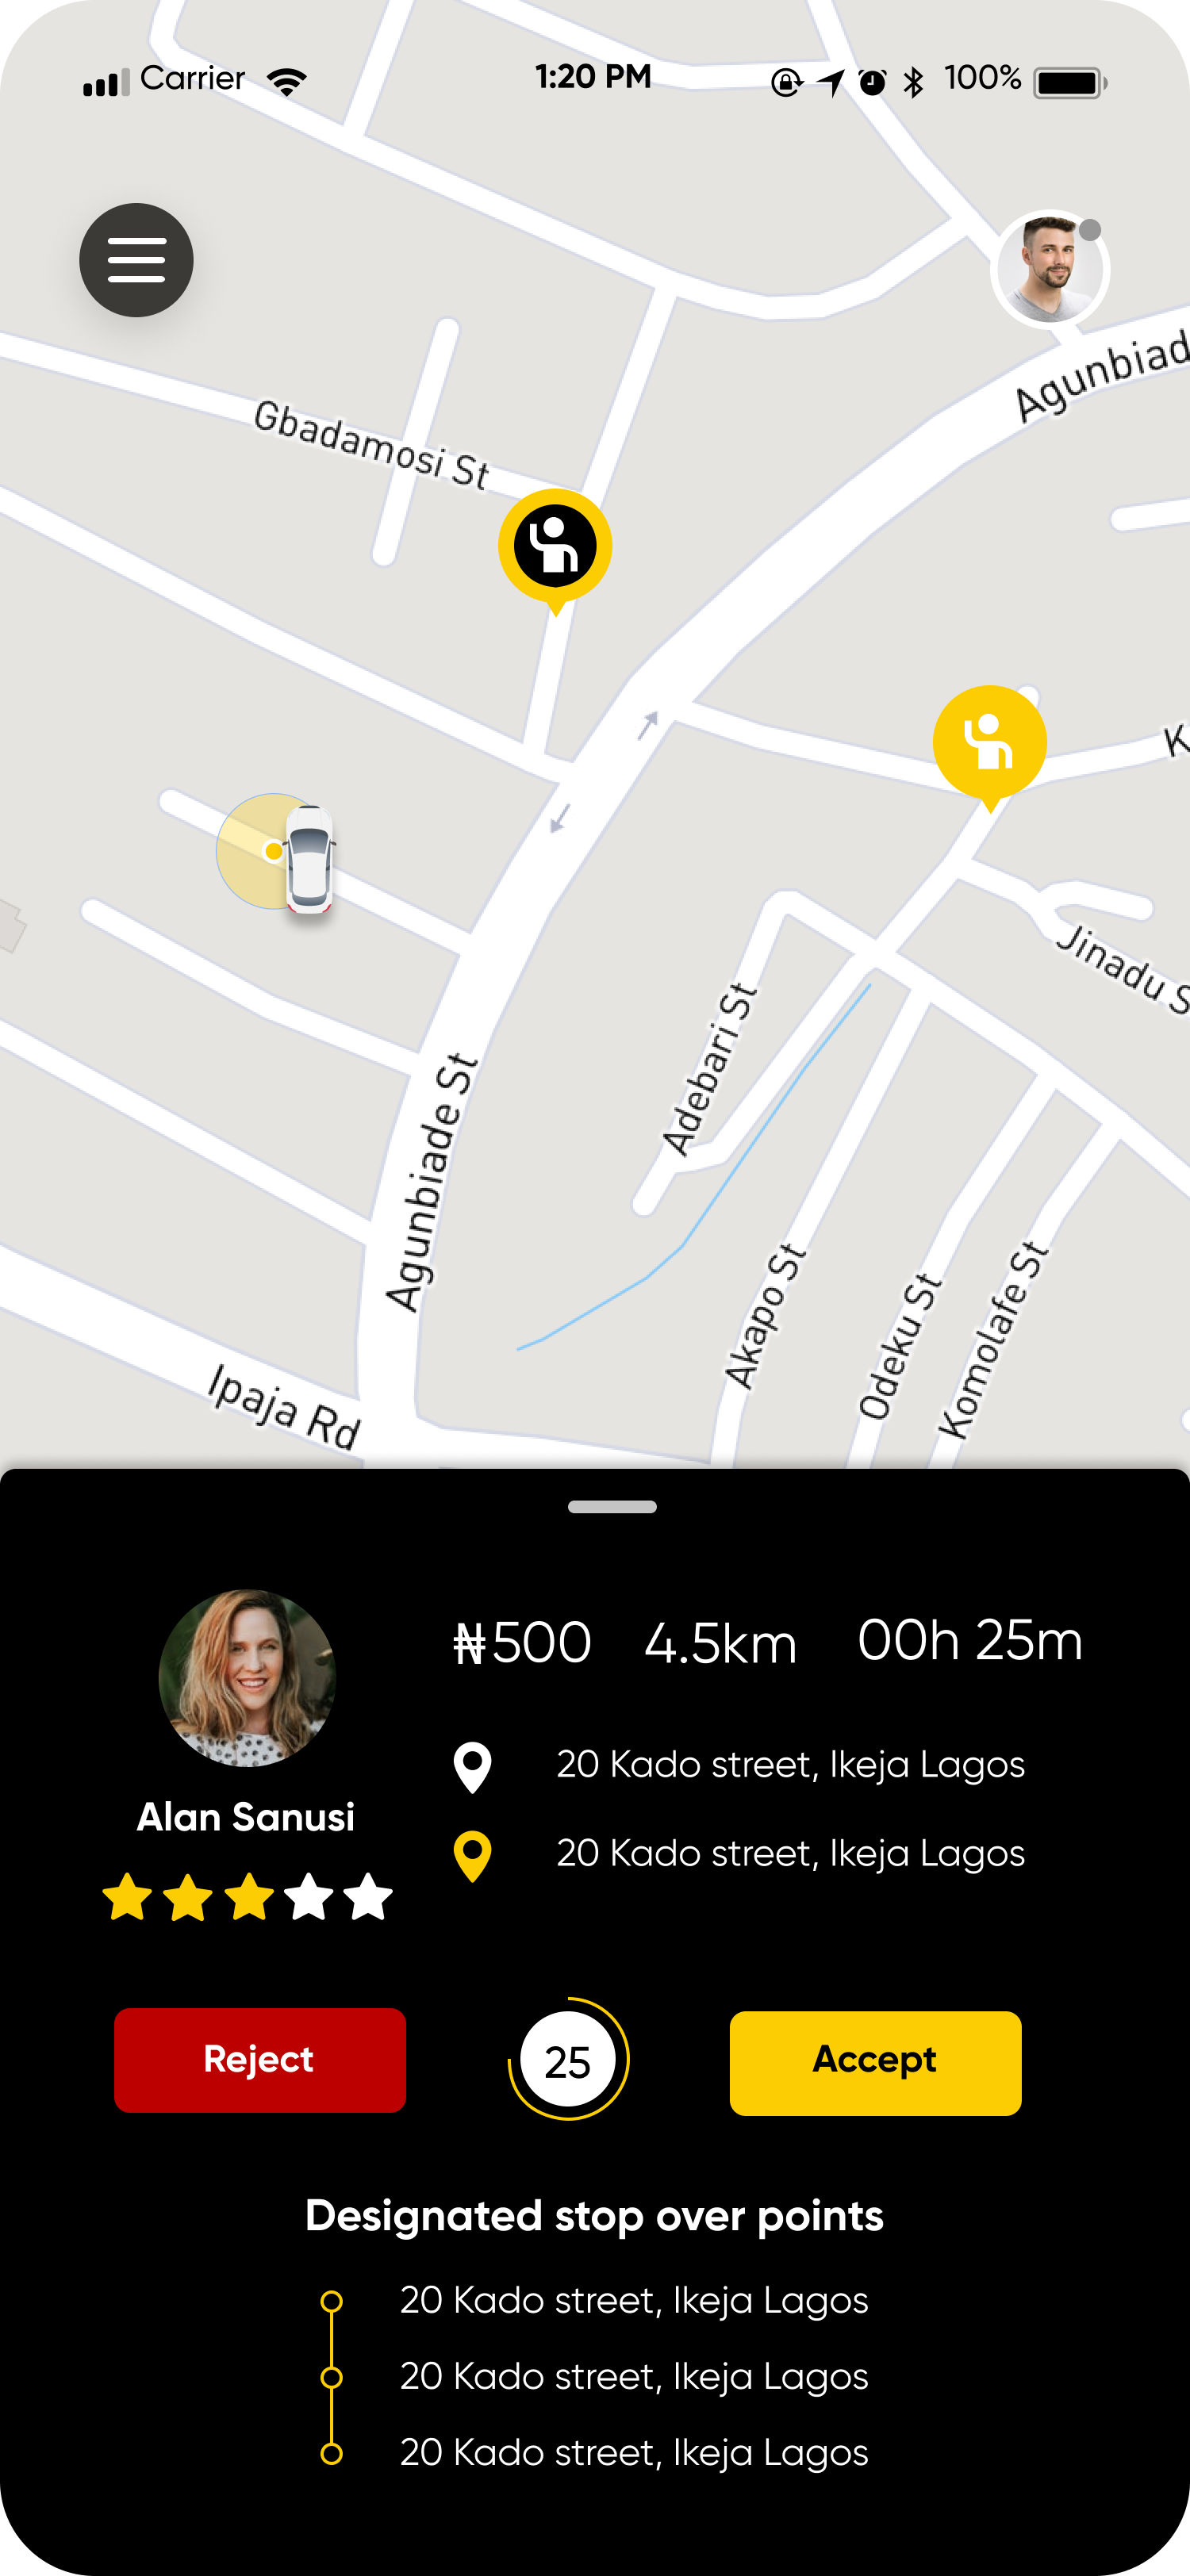 Carrier 1:20 PM 100%
Agunbiad
Gbadamosi St
K
Jinadu S
Adebari St
Agunbiade St
Akapo St
Odeku St
Komolafe St
Ipaja Rd
₦500 4.5km 00h 25m
20 Kado street, Ikeja Lagos
Alan Sanusi
20 Kado street, Ikeja Lagos
Reject 25 Accept
Designated stop over points
20 Kado street, Ikeja Lagos
20 Kado street, Ikeja Lagos
20 Kado street, Ikeja Lagos